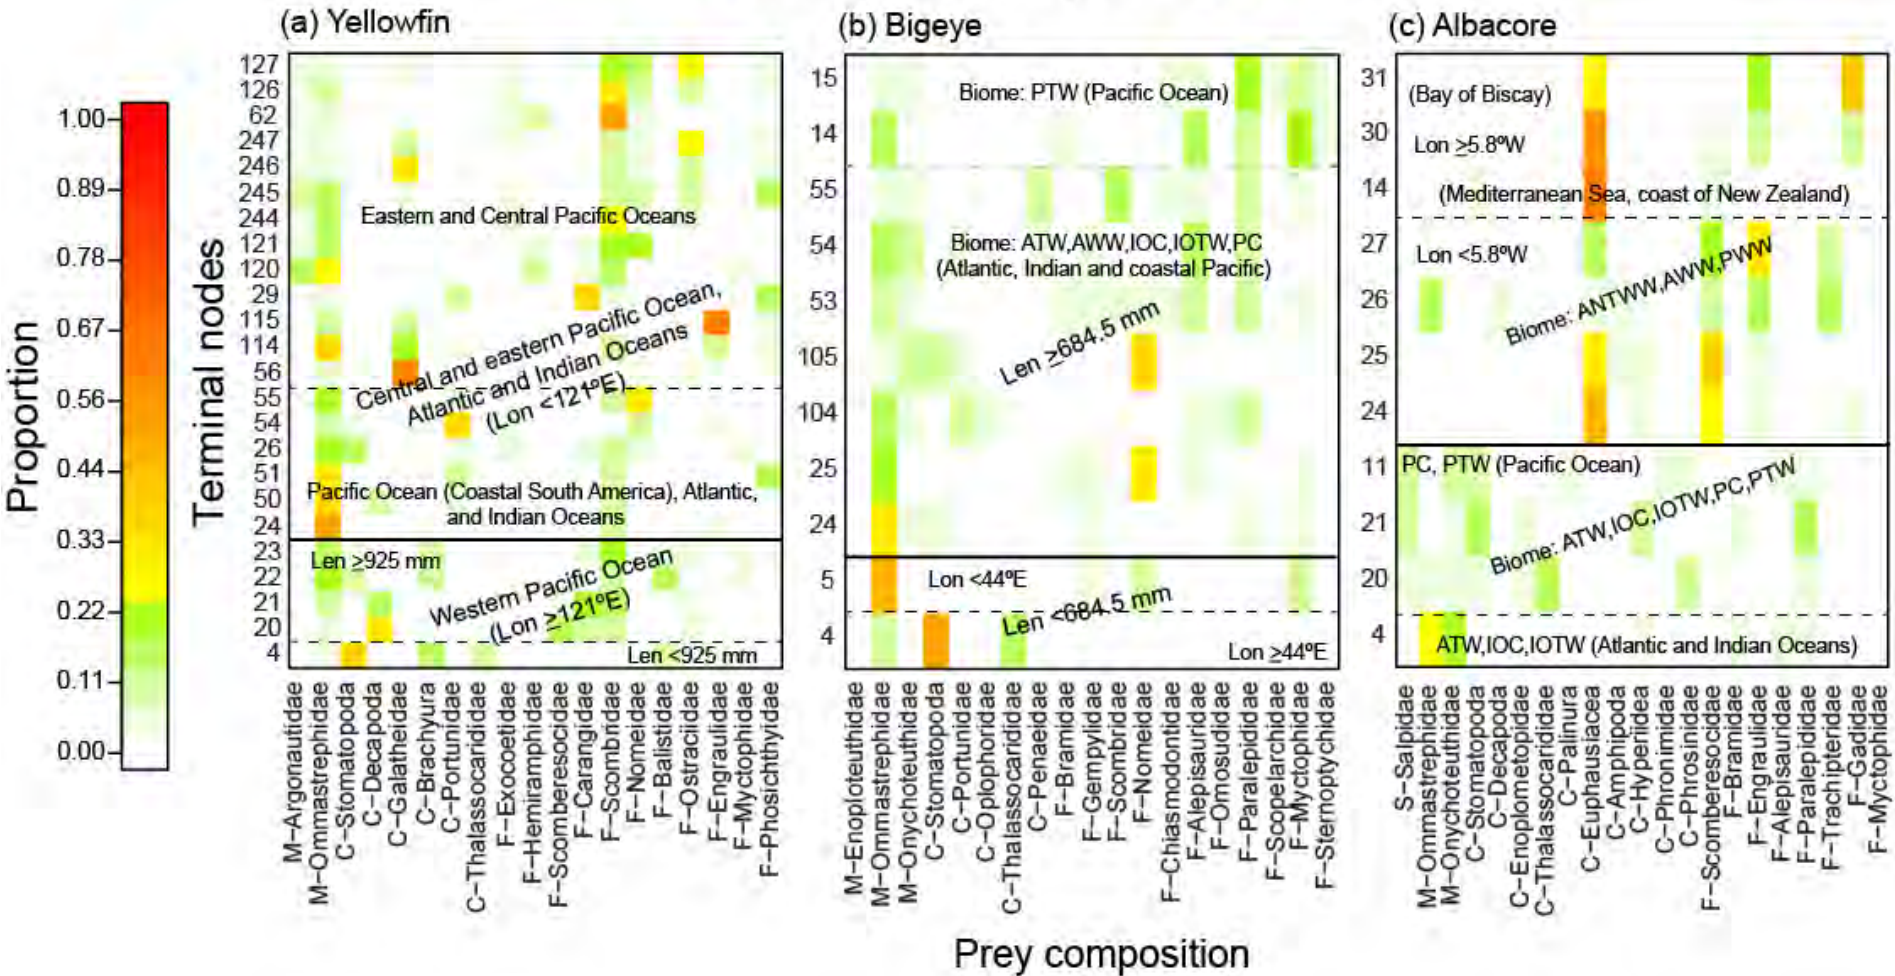 (a) Yellowfin
(b) Bigeye
(c) Albacore
Proportion
1.00
0.89
0.78
0.67
0.56
0.44
0.33
0.22
0.11
0.00
Terminal nodes
127
126
62
247
246
245
244
121
120
29
115
114
56
55
54
26
51
50
24
23
22
21
20
4
Eastern and Central Pacific Oceans
Central and eastern Pacific Ocean,
Atlantic and Indian Oceans
(Lon <121ºE)
Pacific Ocean (Coastal South America), Atlantic,
and Indian Oceans
Len ≥925 mm
Western Pacific Ocean
(Lon ≥121ºE)
Len <925 mm
M−Argonautidae
M−Ommastrephidae
C−Stomatopoda
C−Decapoda
C−Galatheidae
C−Brachyura
C−Portunidae
C−Thalassocarididae
F−Exocoetidae
F−Hemiramphidae
F−Scomberesocidae
F−Carangidae
F−Scombridae
F−Nomeidae
F−Balistidae
F−Ostraciidae
F−Engraulidae
F−Myctophidae
F−Phosichthyidae
15
14
55
54
53
105
104
25
24
5
4
Biome: PTW (Pacific Ocean)
Biome: ATW,AWW,IOC,IOTW,PC
(Atlantic, Indian and coastal Pacific)
Len ≥684.5 mm
Lon <44ºE
Len <684.5 mm
Lon ≥44ºE
M−Enoploteuthidae
M−Ommastrephidae
M−Onychoteuthidae
C−Stomatopoda
C−Portunidae
C−Oplophoridae
C−Thalassocarididae
C−Penaeidae
F−Bramidae
F−Gempylidae
F−Scombridae
F−Nomeidae
F−Chiasmodontidae
F−Alepisauridae
F−Omosudidae
F−Paralepididae
F−Scopelarchidae
F−Myctophidae
F−Sternoptychidae
31
30
14
27
26
25
24
11
21
20
4
(Bay of Biscay)
Lon ≥5.8ºW
(Mediterranean Sea, coast of New Zealand)
Lon <5.8ºW
Biome: ANTWW,AWW,PWW
PC, PTW (Pacific Ocean)
Biome: ATW,IOC,IOTW,PC,PTW
ATW,IOC,IOTW (Atlantic and Indian Oceans)
S−Salpidae
M−Ommastrephidae
M−Onychoteuthidae
C−Stomatopoda
C−Decapoda
C−Enoplometopidae
C−Thalassocarididae
C−Palinura
C−Euphausiacea
C−Amphipoda
C−Hyperiidea
C−Phronimidae
C−Phrosinidae
F−Scomberesocidae
F−Bramidae
F−Engraulidae
F−Alepisauridae
F−Paralepididae
F−Trachipteridae
F−Gadidae
F−Myctophidae
Prey composition